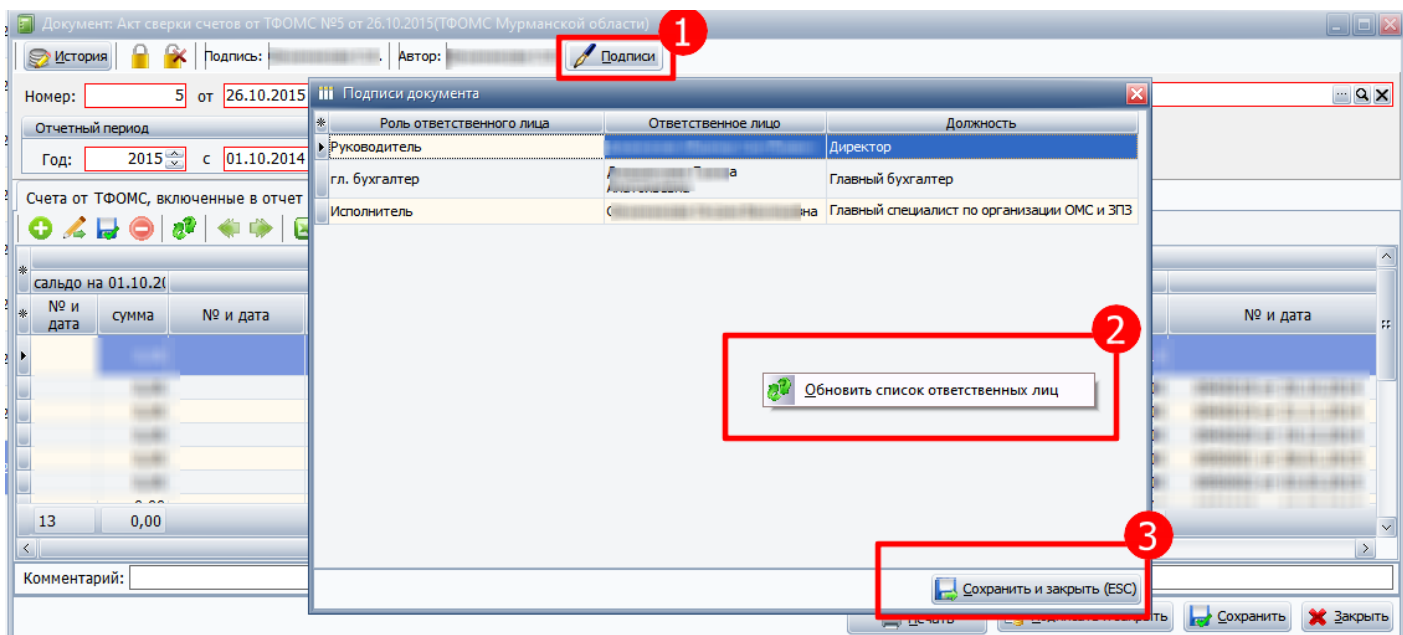 Документ: Акт сверки счетов от ТФОМС №5 от 26.10.2015(ТФОМС Мурманской области)
1
История Подпись: . Автор: Подписи
Номер: 5 от 26.10.2015
Подписи документа
Отчетный период
Год: 2015 с 01.10.2014
Роль ответственного лица Ответственное лицо Должность
Руководитель Директор
гл. бухгалтер а Главный бухгалтер
Исполнитель вна Главный специалист по организации ОМС и ЗПЗ
Счета от ТФОМС, включенные в отчет
сальдо на 01.10.20
№ и дата сумма № и дата № и дата
2
Обновить список ответственных лиц
13 0,00
3
Сохранить и закрыть (ESC)
Комментарий:
Сохранить Закрыть